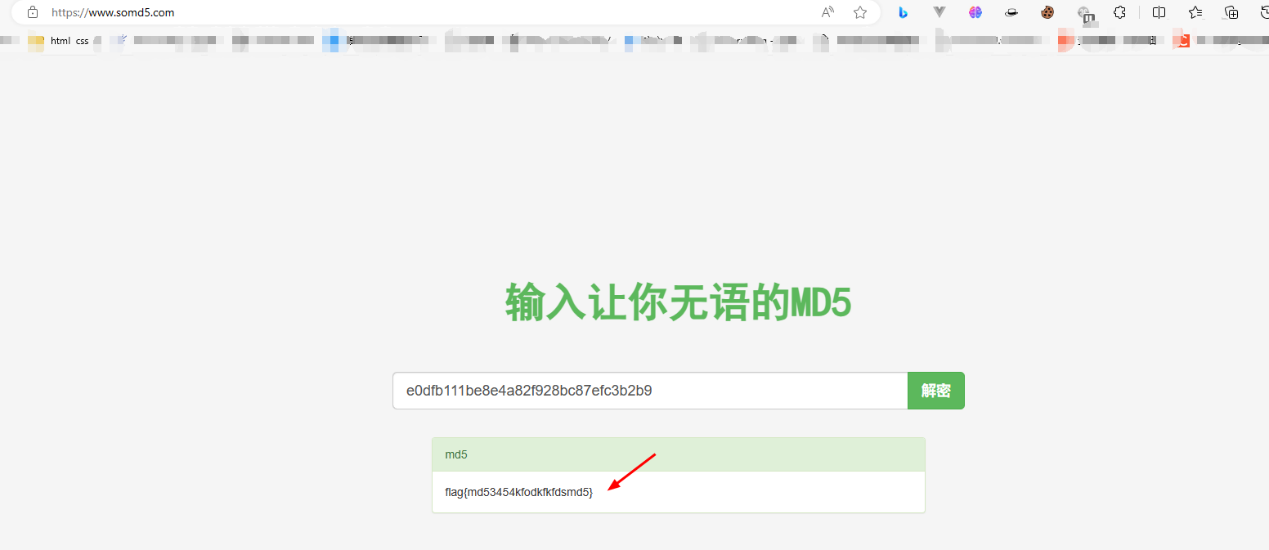 https://www.somd5.com
html css
输入让你无语的MD5
e0dfb111be8e4a82f928bc87efc3b2b9
解密
md5
flag{md53454kfodkfkfdsmd5}